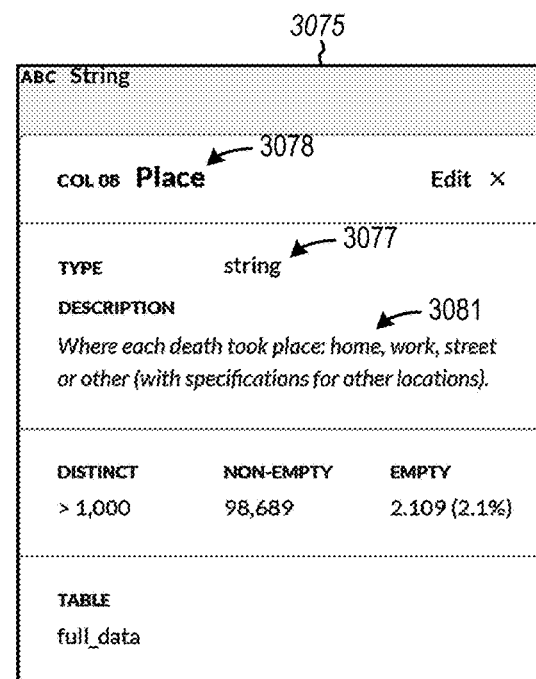 3075
ABC String
3078
COL 08 Place Edit ×
3077
TYPE string
DESCRIPTION 3081
Where each death took place: home, work, street
or other (with specifications for other locations).
DISTINCT NON-EMPTY EMPTY
> 1,000 98,689 2.109 (2.1%)
TABLE
full_data